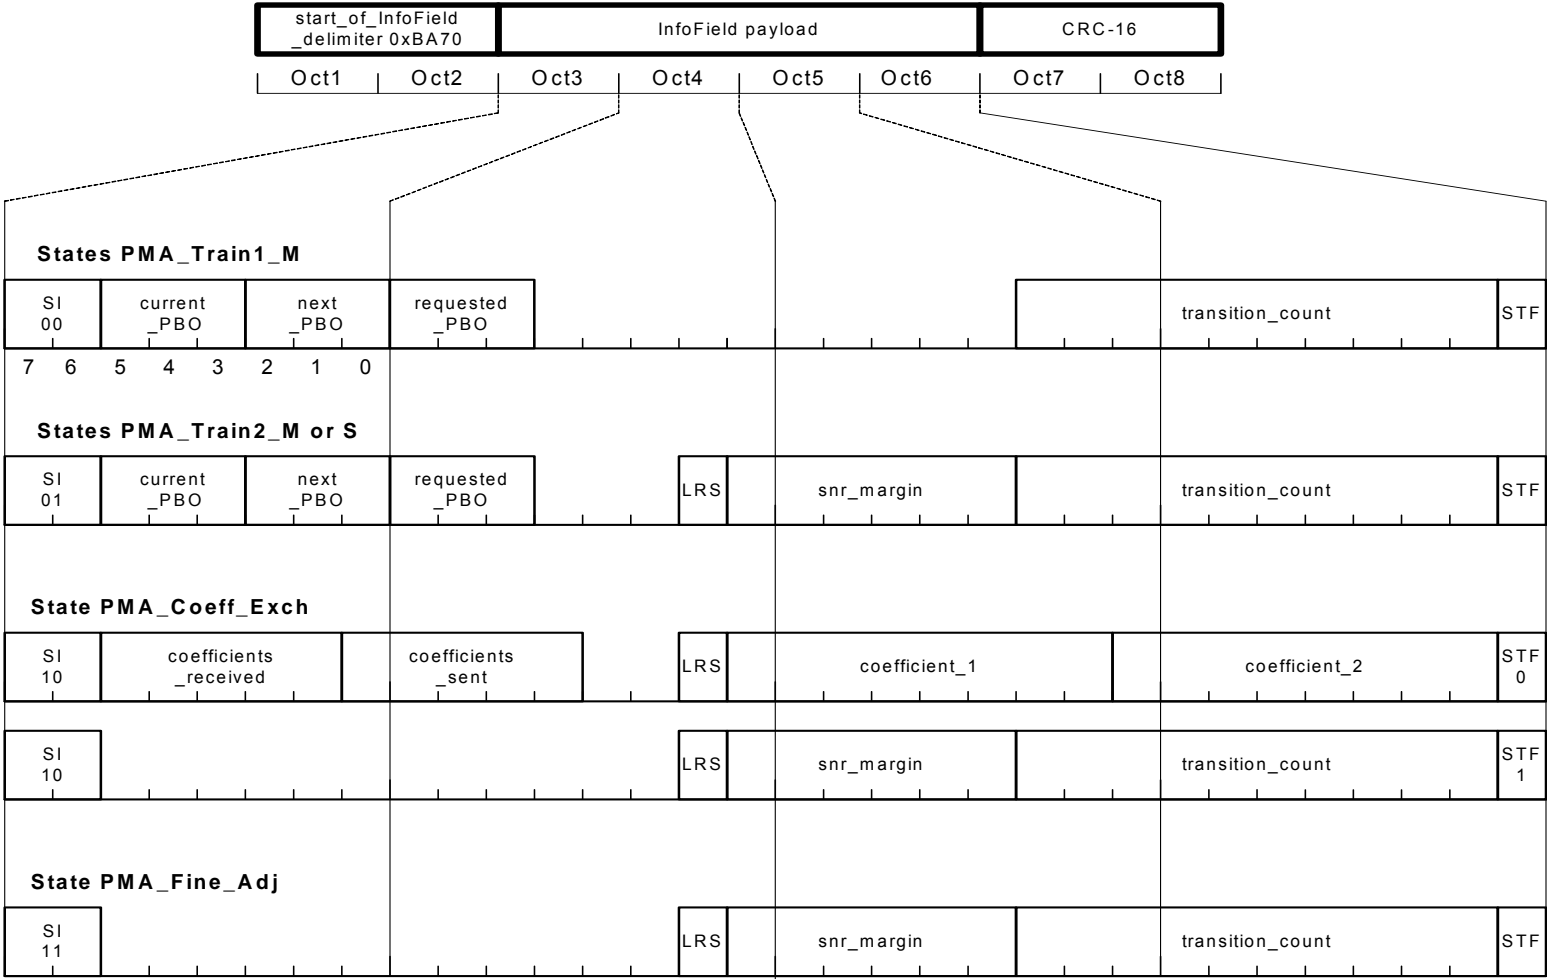 start_of_InfoField
_delimiter 0xBA70
InfoField payload
CRC-16
Oct1 Oct2 Oct3 Oct4 Oct5 Oct6 Oct7 Oct8
States PMA_Train1_M
SI
00
current
_PBO
next
_PBO
requested
_PBO
transition_count
STF
7 6 5 4 3 2 1 0
States PMA_Train2_M or S
SI
01
current
_PBO
next
_PBO
requested
_PBO
LRS
snr_margin
transition_count
STF
State PMA_Coeff_Exch
SI
10
coefficients
_received
coefficients
_sent
LRS
coefficient_1
coefficient_2
STF
0
SI
10
LRS
snr_margin
transition_count
STF
1
State PMA_Fine_Adj
SI
11
LRS
snr_margin
transition_count
STF